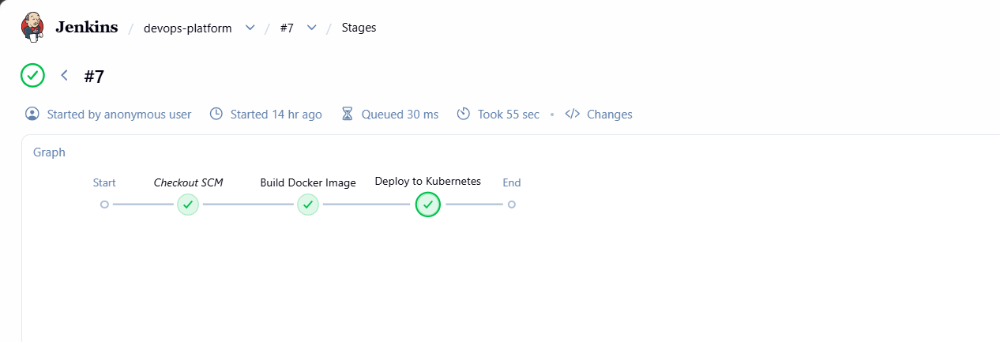 Jenkins / devops-platform / #7 / Stages
#7
Started by anonymous user Started 14 hr ago Queued 30 ms Took 55 sec • </> Changes
Graph
Start Checkout SCM Build Docker Image Deploy to Kubernetes End